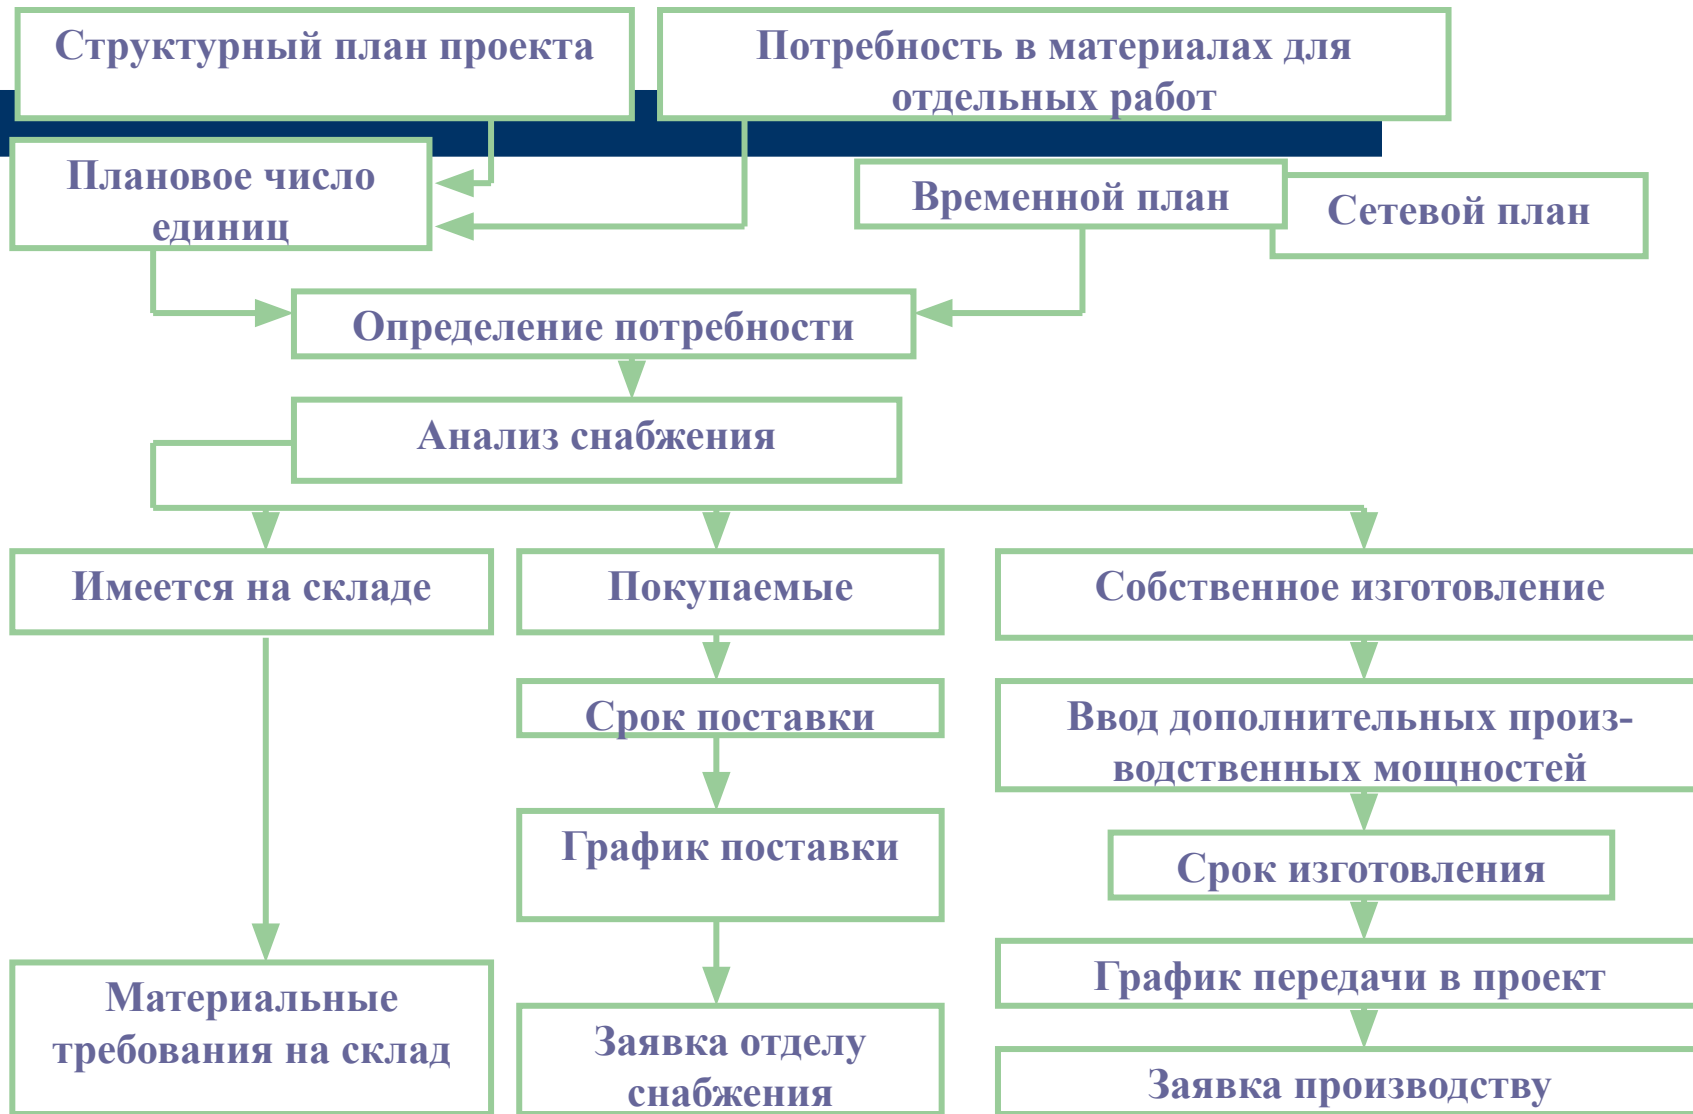 Структурный план проекта
Потребность в материалах для
отдельных работ
Плановое число
единиц
Временной план
Сетевой план
Определение потребности
Анализ снабжения
Имеется на складе
Покупаемые
Собственное изготовление
Срок поставки
Ввод дополнительных произ-
водственных мощностей
График поставки
Срок изготовления
Материальные
требования на склад
График передачи в проект
Заявка отделу
снабжения
Заявка производству